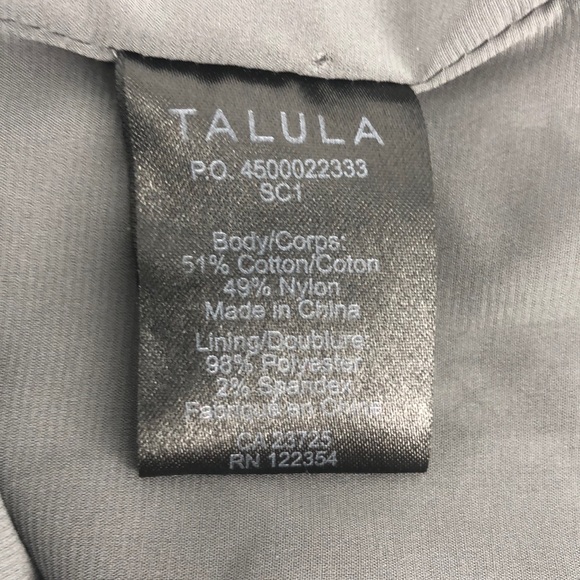 TALULA
P.O. 4500022333
SC1
Body/Corps:
51% Cotton/Coton
49% Nylon
Made in China
Lining/Doublure:
98% Polyester
2% Spandex
Fabriqué en Chine
CA 23725
RN 122354